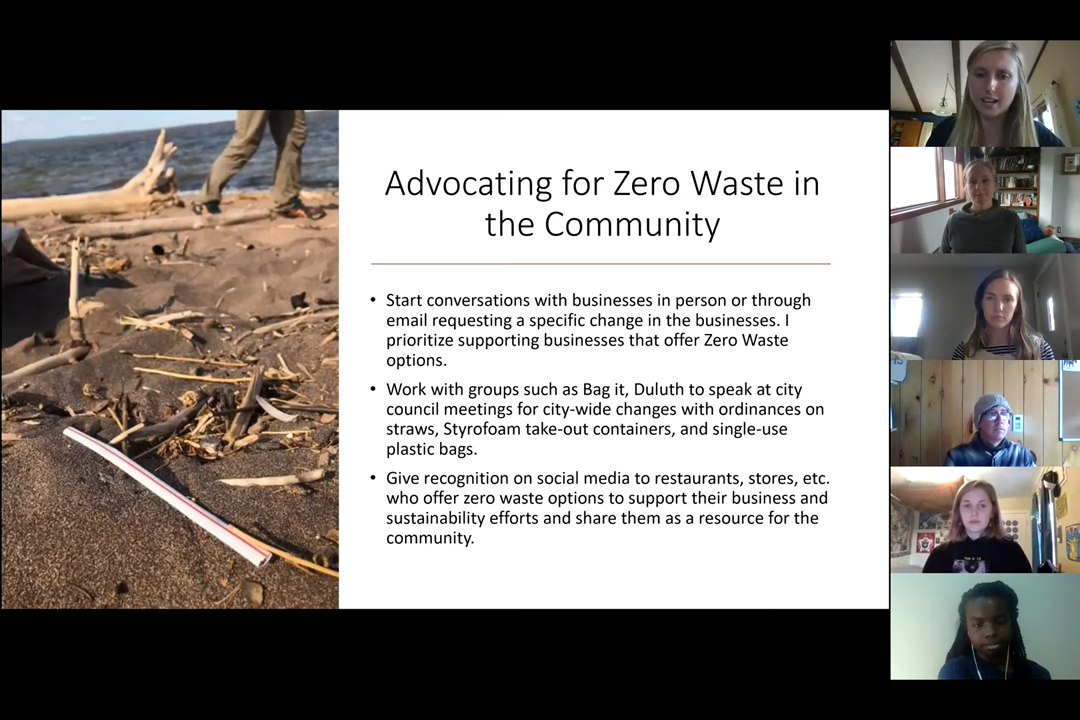 Advocating for Zero Waste in
the Community
• Start conversations with businesses in person or through
email requesting a specific change in the businesses. I
prioritize supporting businesses that offer Zero Waste
options.
• Work with groups such as Bag it, Duluth to speak at city
council meetings for city-wide changes with ordinances on
straws, Styrofoam take-out containers, and single-use
plastic bags.
• Give recognition on social media to restaurants, stores, etc.
who offer zero waste options to support their business and
sustainability efforts and share them as a resource for the
community.